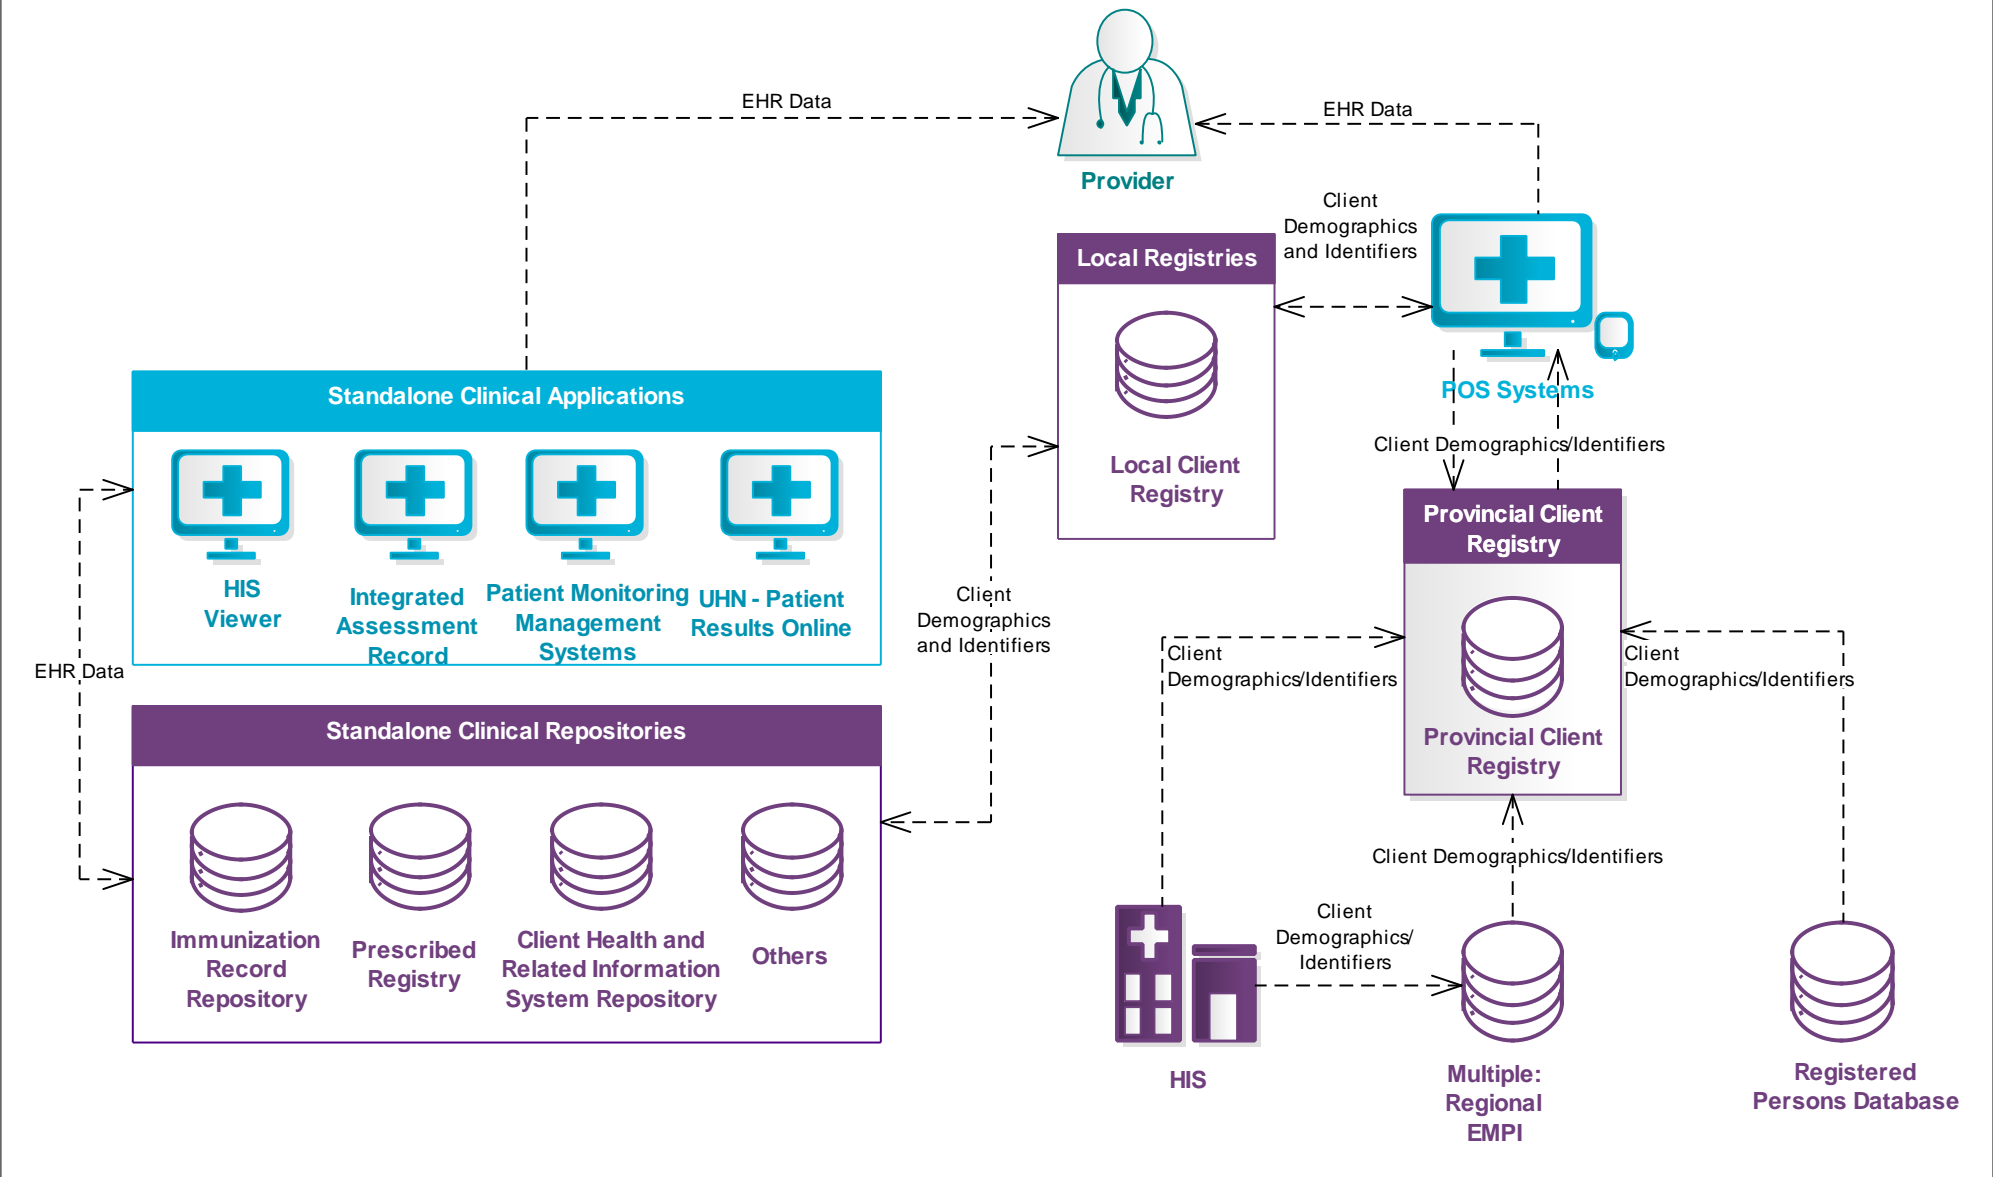 EHR Data
EHR Data
Provider
Client
Demographics
and Identifiers
Local Registries
Local Client
Registry
POS Systems
Client Demographics/Identifiers
Standalone Clinical Applications
HIS
Viewer
Integrated
Assessment
Record
Patient Monitoring
Management
Systems
UHN - Patient
Results Online
EHR Data
Client
Demographics
and Identifiers
Provincial Client
Registry
Provincial Client
Registry
Client
Demographics/Identifiers
Client
Demographics/Identifiers
Standalone Clinical Repositories
Immunization
Record
Repository
Prescribed
Registry
Client Health and
Related Information
System Repository
Others
Client Demographics/Identifiers
Client
Demographics/
Identifiers
HIS
Multiple:
Regional
EMPI
Registered
Persons Database